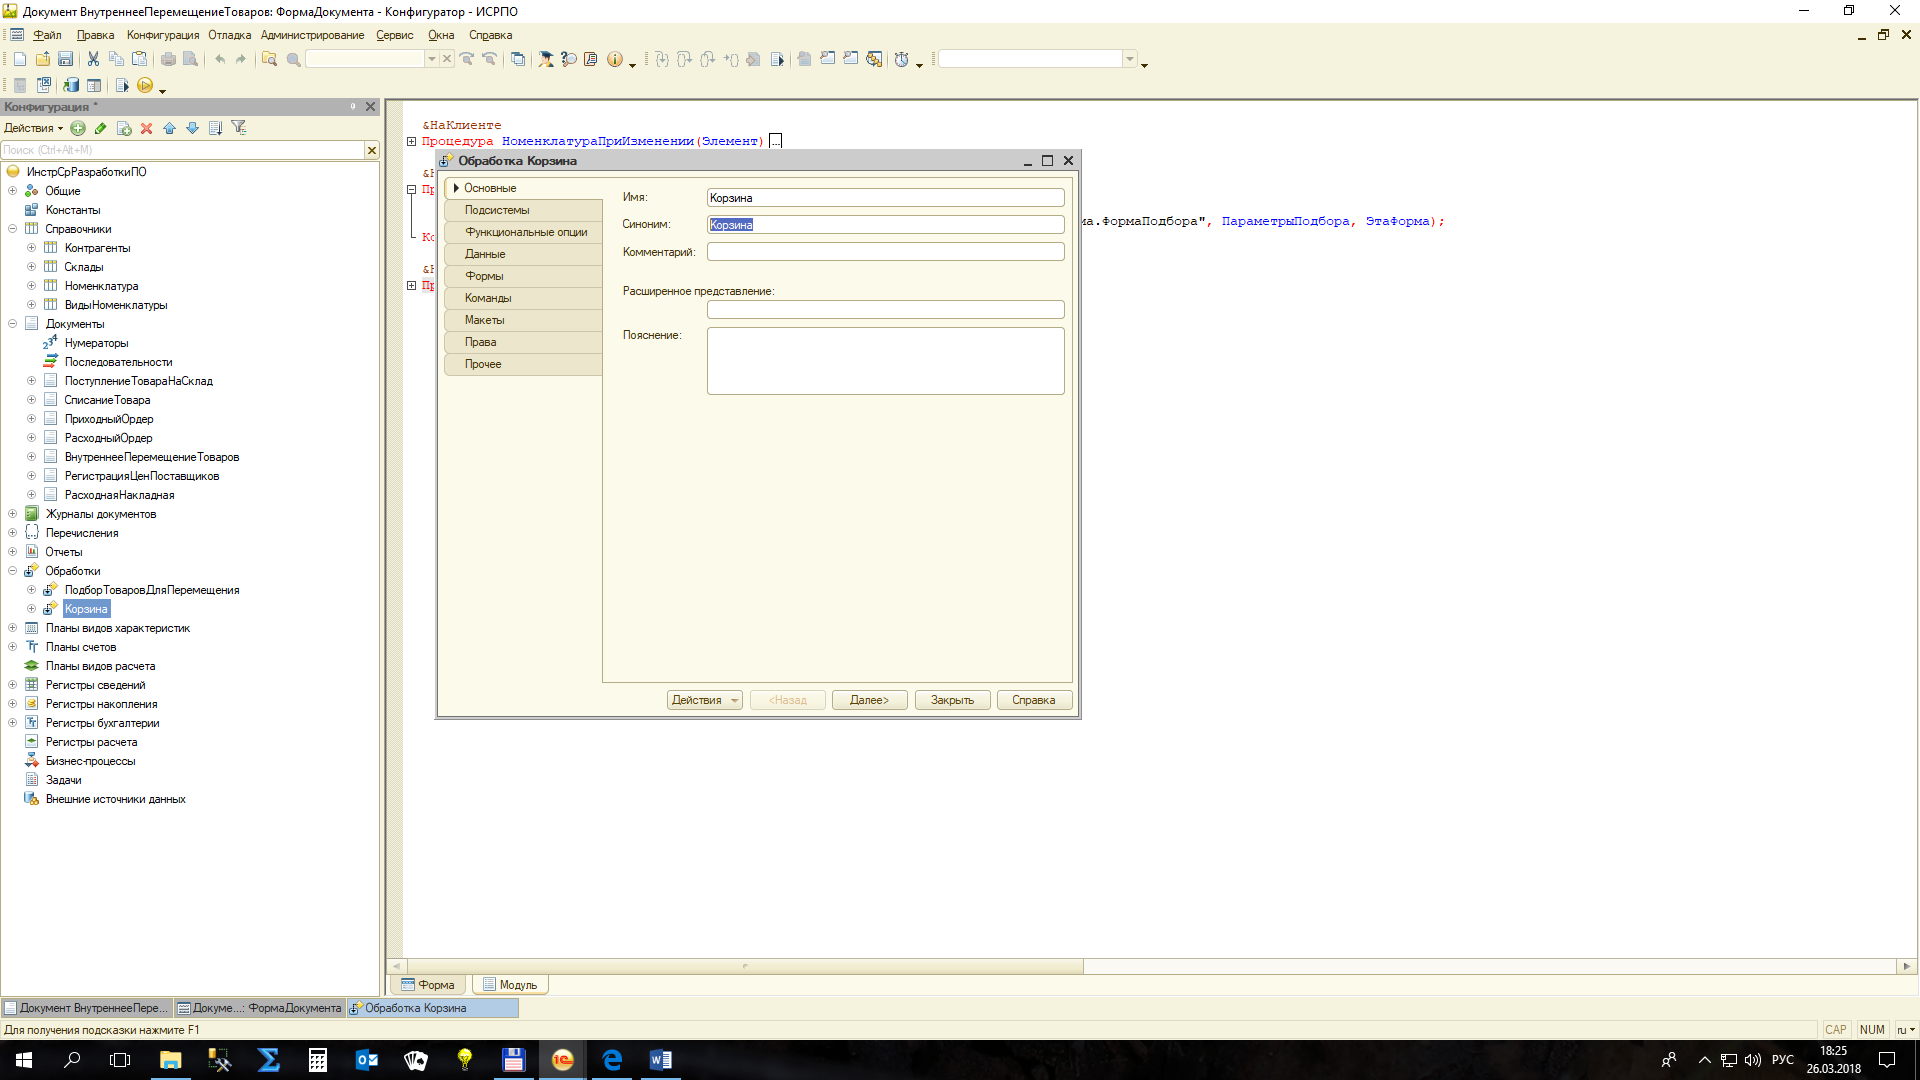 Документ ВнутреннееПеремещениеТоваров: ФормаДокумента - Конфигуратор - ИСРПО
Файл Правка Конфигурация Отладка Администрирование Сервис Окна Справка
Конфигурация *
Действия
Поиск (Ctrl+Alt+M)
ИнстрСрРазработкиПО
Общие
Константы
Справочники
Контрагенты
Склады
Номенклатура
ВидыНоменклатуры
Документы
Нумераторы
Последовательности
ПоступлениеТовараНаСклад
СписаниеТовара
ПриходныйОрдер
РасходныйОрдер
ВнутреннееПеремещениеТоваров
РегистрацияЦенПоставщиков
РасходнаяНакладная
Журналы документов
Перечисления
Отчеты
Обработки
ПодборТоваровДляПеремещения
Корзина
Планы видов характеристик
Планы счетов
Планы видов расчета
Регистры сведений
Регистры накопления
Регистры бухгалтерии
Регистры расчета
Бизнес-процессы
Задачи
Внешние источники данных
&НаКлиенте
Процедура НоменклатураПриИзменении(Элемент) ...
&Н
Пр
ма.ФормаПодбора", ПараметрыПодбора, ЭтаФорма);
Ко
&Н
Пр
Обработка Корзина
Основные
Подсистемы
Функциональные опции
Данные
Формы
Команды
Макеты
Права
Прочее
Имя: Корзина
Синоним: Корзина
Комментарий:
Расширенное представление:
Пояснение:
Действия <Назад Далее> Закрыть Справка
Форма Модуль
Документ ВнутреннееПере... Докуме...: ФормаДокумента Обработка Корзина
Для получения подсказки нажмите F1 CAP NUM ru
РУС 18:25
26.03.2018